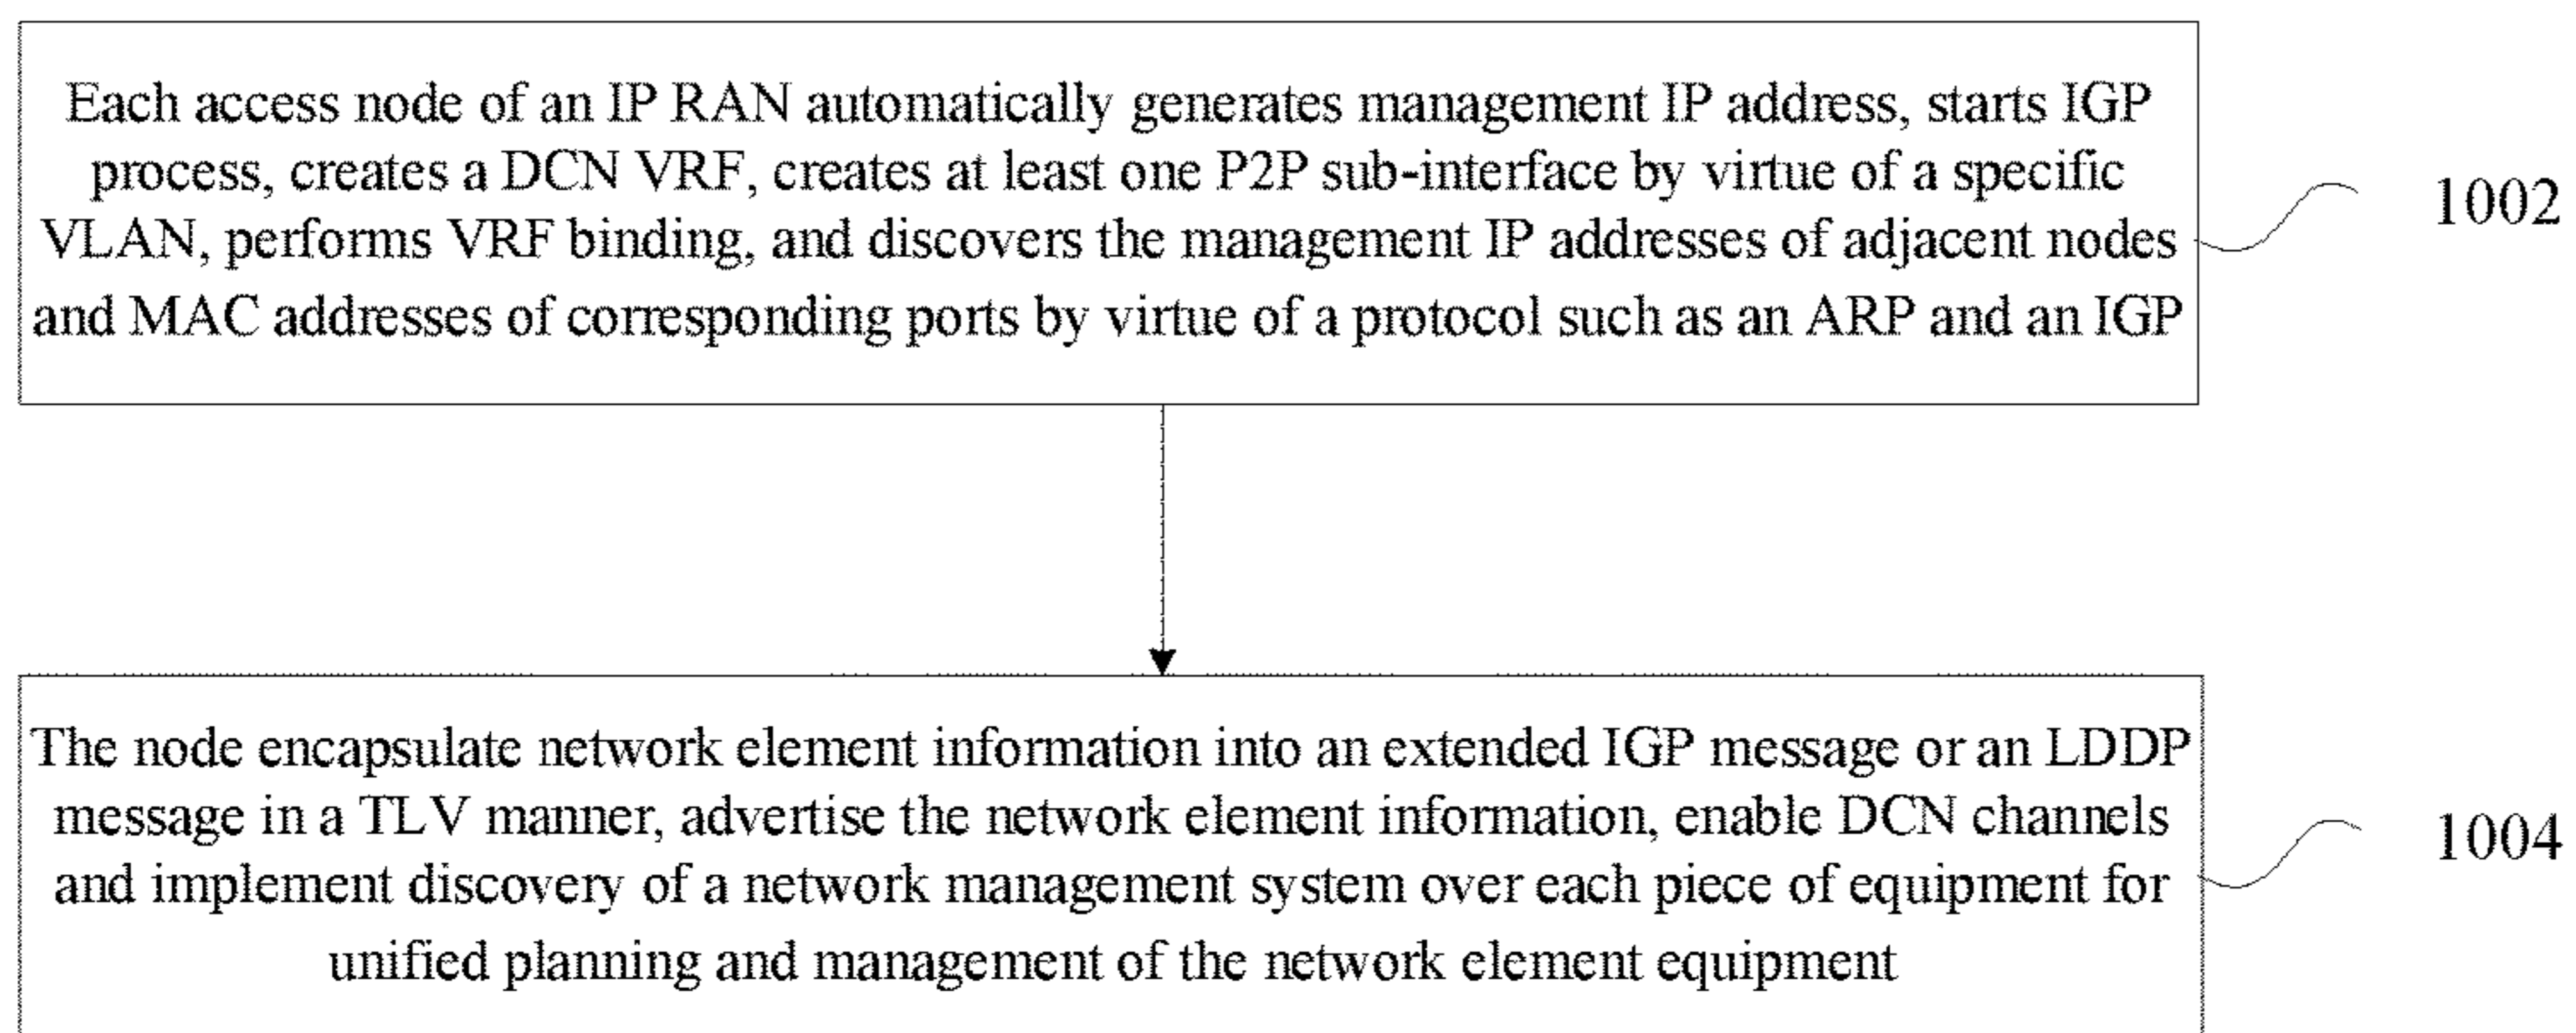 Each access node of an IP RAN automatically generates management IP address, starts IGP
process, creates a DCN VRF, creates at least one P2P sub-interface by virtue of a specific
VLAN, performs VRF binding, and discovers the management IP addresses of adjacent nodes
and MAC addresses of corresponding ports by virtue of a protocol such as an ARP and an IGP
1002
The node encapsulate network element information into an extended IGP message or an LDDP
message in a TLV manner, advertise the network element information, enable DCN channels
and implement discovery of a network management system over each piece of equipment for
unified planning and management of the network element equipment
1004